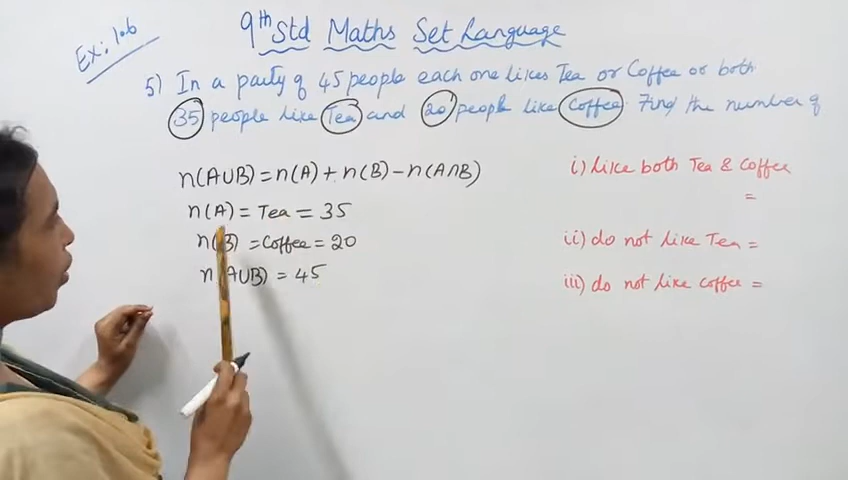 Ex: 10.6
9th Std Maths Set Language
5) In a party of 45 people each one likes Tea or Coffee or both
35 people like Tea and 20 people like Coffee. Find the number of
n(A∪B) = n(A) + n(B) - n(A∩B)
n(A) = Tea = 35
n(B) = Coffee = 20
n(A∪B) = 45
i) Like both Tea & Coffee
=
ii) do not like Tea =
iii) do not like coffee =